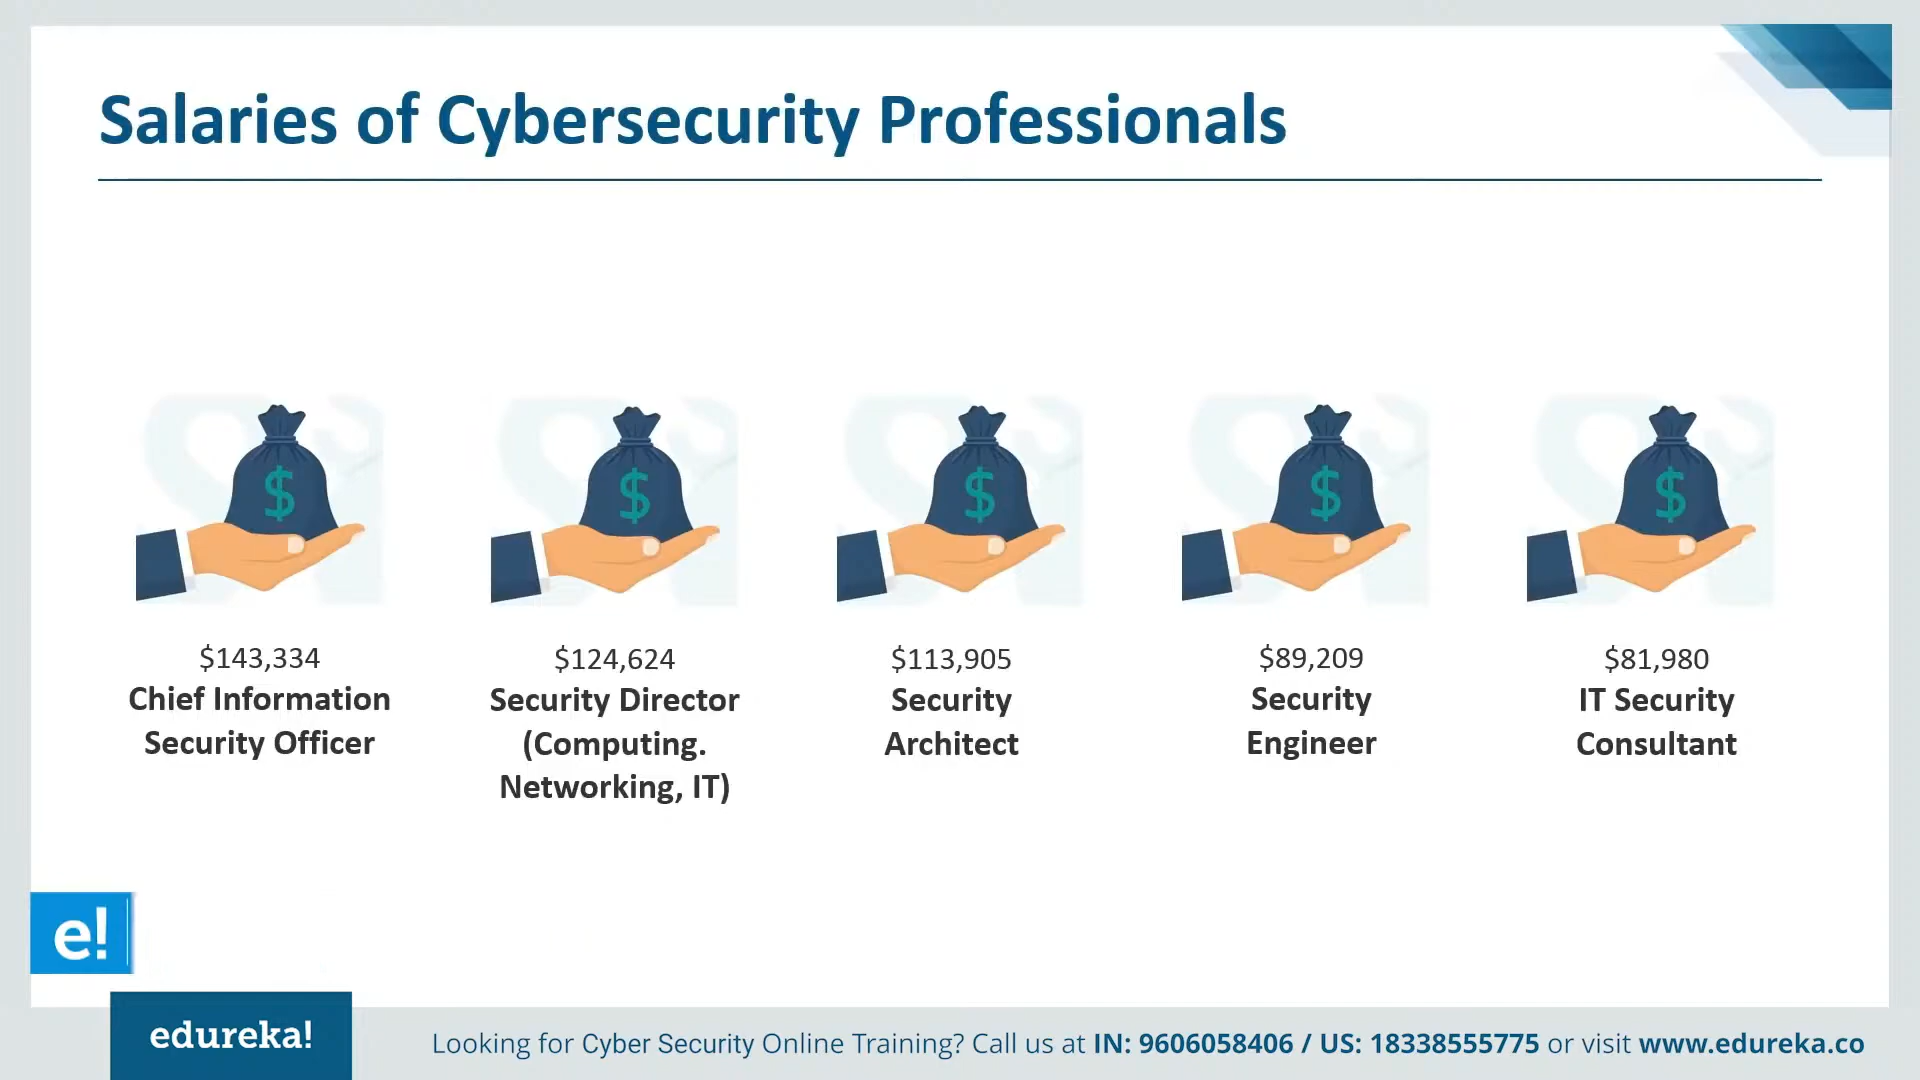 Salaries of Cybersecurity Professionals
$ $ $ $ $
$143,334
Chief Information
Security Officer
$124,624
Security Director
(Computing.
Networking, IT)
$113,905
Security
Architect
$89,209
Security
Engineer
$81,980
IT Security
Consultant
e!
edureka!
Looking for Cyber Security Online Training? Call us at IN: 9606058406 / US: 18338555775 or visit www.edureka.co